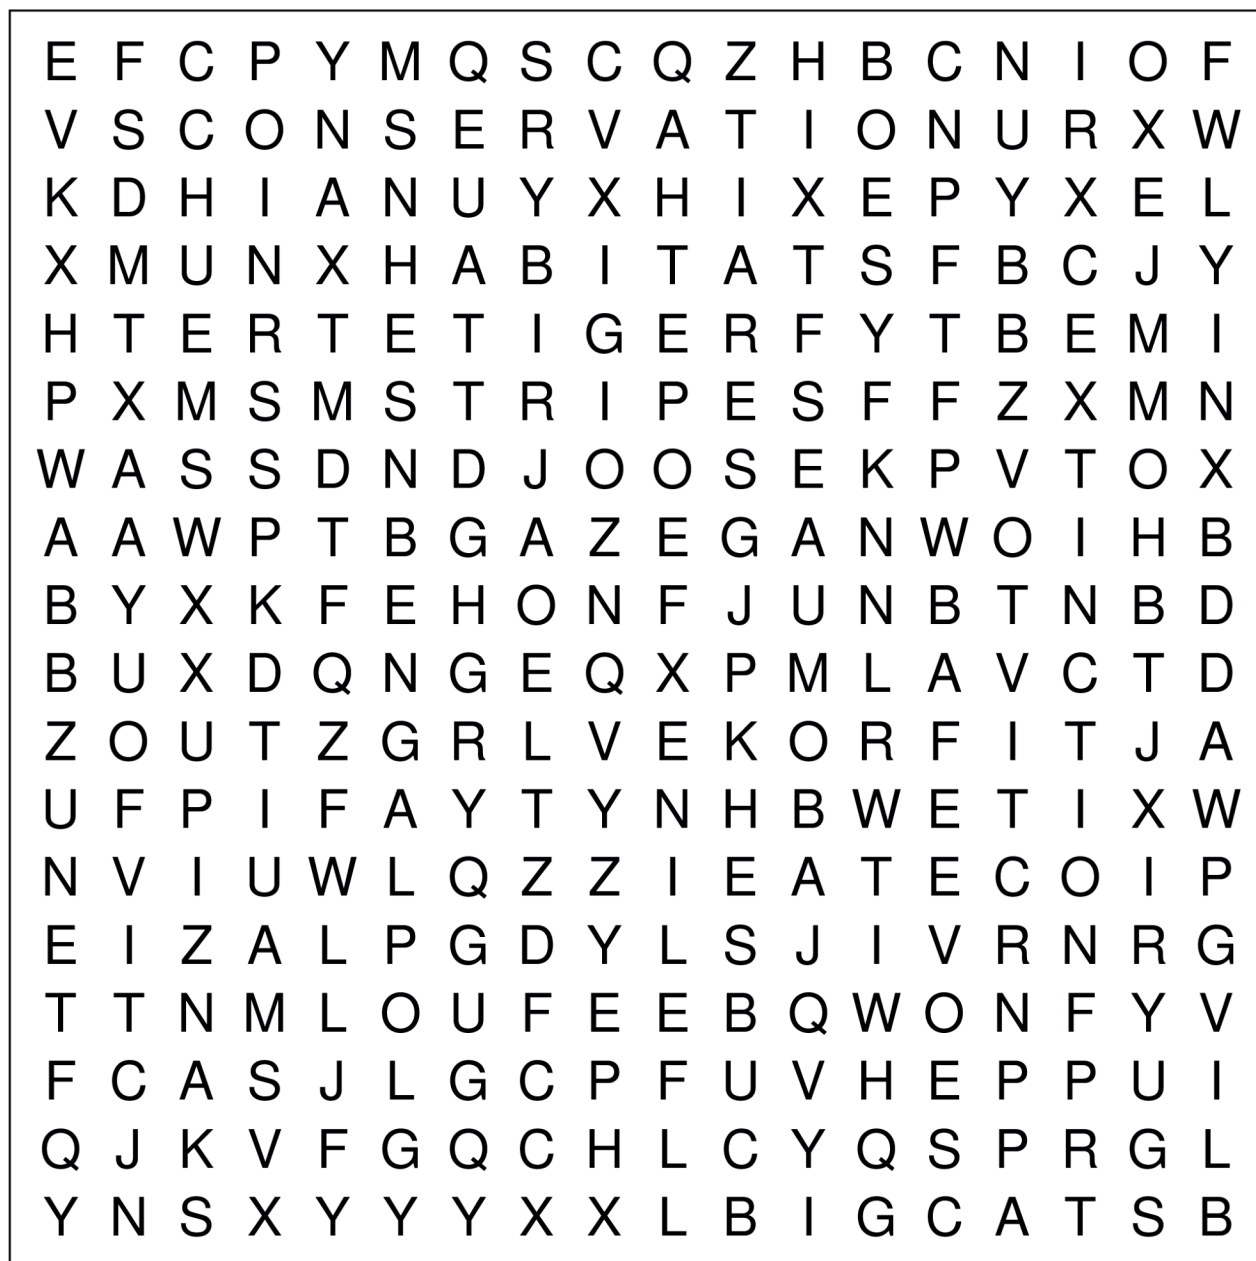 E F C P Y M Q S C Q Z H B C N I O F
V S C O N S E R V A T I O N U R X W
K D H I A N U Y X H I X E P Y X E L
X M U N X H A B I T A T S F B C J Y
H T E R T E T I G E R F Y T B E M I
P X M S M S T R I P E S F F Z X M N
W A S S D N D J O O S E K P V T O X
A A W P T B G A Z E G A N W O I H B
B Y X K F E H O N F J U N B T N B D
B U X D Q N G E Q X P M L A V C T D
Z O U T Z G R L V E K O R F I T J A
U F P I F A Y T Y N H B W E T I X W
N V I U W L Q Z Z I E A T E C O I P
E I Z A L P G D Y L S J I V R N R G
T T N M L O U F E E B Q W O N F Y V
F C A S J L G C P F U V H E P P U I
Q J K V F G Q C H L C Y Q S P R G L
Y N S X Y Y Y X X L B I G C A T S B